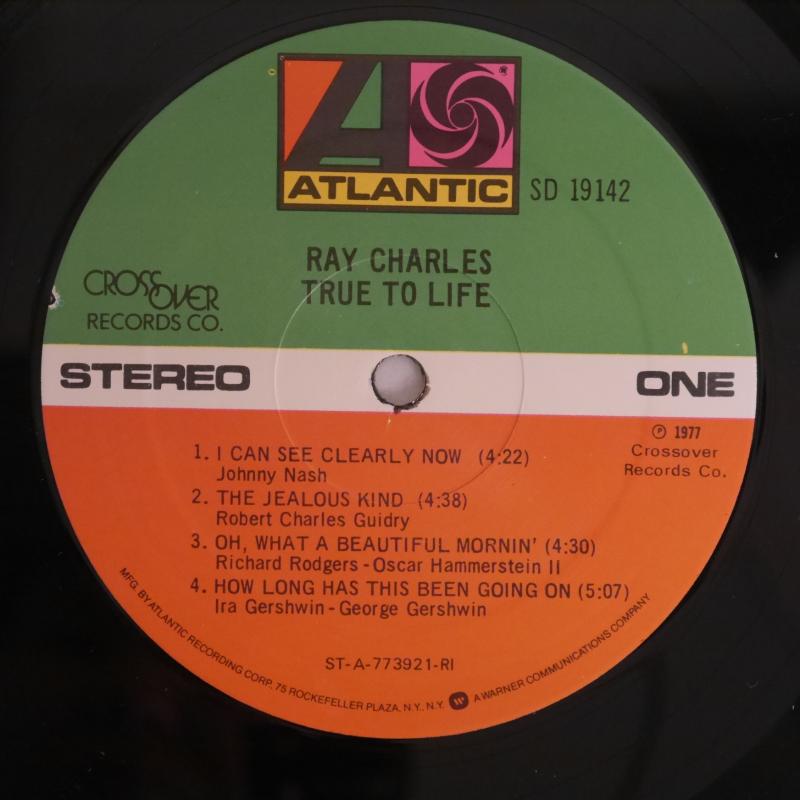 ATLANTIC
SD 19142
RAY CHARLES
TRUE TO LIFE
CROSSOVER
RECORDS CO.
STEREO
ONE
℗ 1977
Crossover
Records Co.
1. I CAN SEE CLEARLY NOW (4:22)
Johnny Nash
2. THE JEALOUS KIND (4:38)
Robert Charles Guidry
3. OH, WHAT A BEAUTIFUL MORNIN' (4:30)
Richard Rodgers - Oscar Hammerstein II
4. HOW LONG HAS THIS BEEN GOING ON (5:07)
Ira Gershwin - George Gershwin
ST-A-773921-RI
MFG. BY ATLANTIC RECORDING CORP. 75 ROCKEFELLER PLAZA, N.Y., N.Y. A WARNER COMMUNICATIONS COMPANY